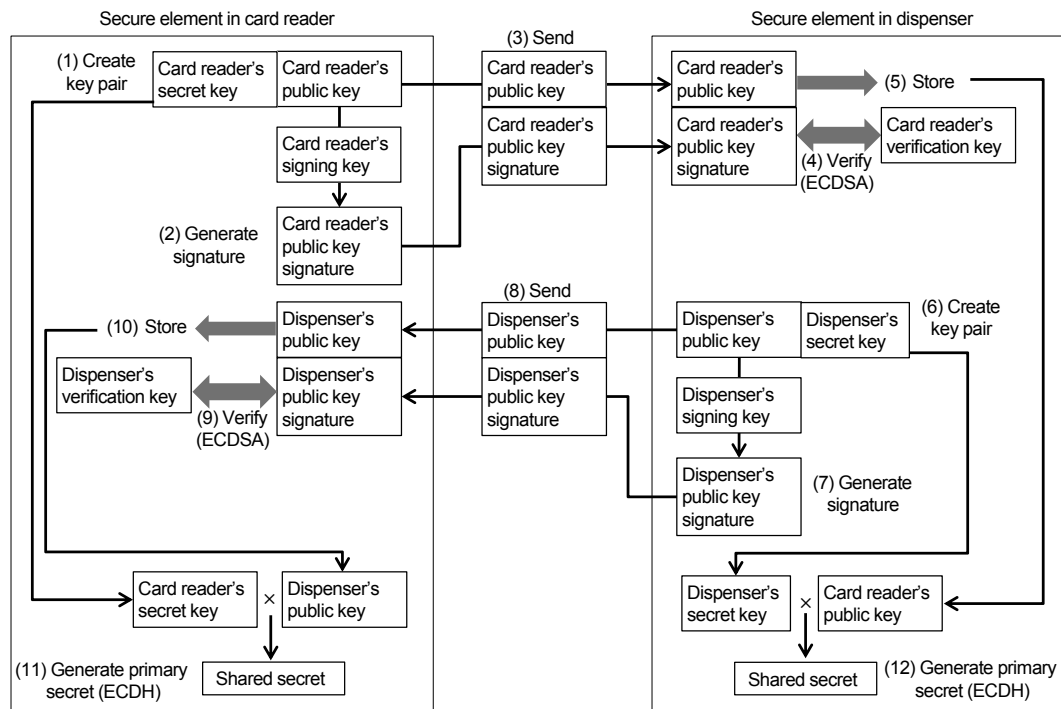 Secure element in card reader
Secure element in dispenser
(1) Create
key pair
Card reader's
secret key
Card reader's
public key
(3) Send
Card reader's
public key
Card reader's
public key
(5) Store
Card reader's
signing key
Card reader's
public key
signature
Card reader's
public key
signature
Card reader's
verification key
(4) Verify
(ECDSA)
(2) Generate
signature
Card reader's
public key
signature
(8) Send
(10) Store
Dispenser's
public key
Dispenser's
public key
Dispenser's
public key
Dispenser's
secret key
(6) Create
key pair
Dispenser's
verification key
(9) Verify
(ECDSA)
Dispenser's
public key
signature
Dispenser's
public key
signature
Dispenser's
signing key
Dispenser's
public key
signature
(7) Generate
signature
Card reader's
secret key
×
Dispenser's
public key
Dispenser's
secret key
×
Card reader's
public key
(11) Generate primary
secret (ECDH)
Shared secret
Shared secret
(12) Generate primary
secret (ECDH)